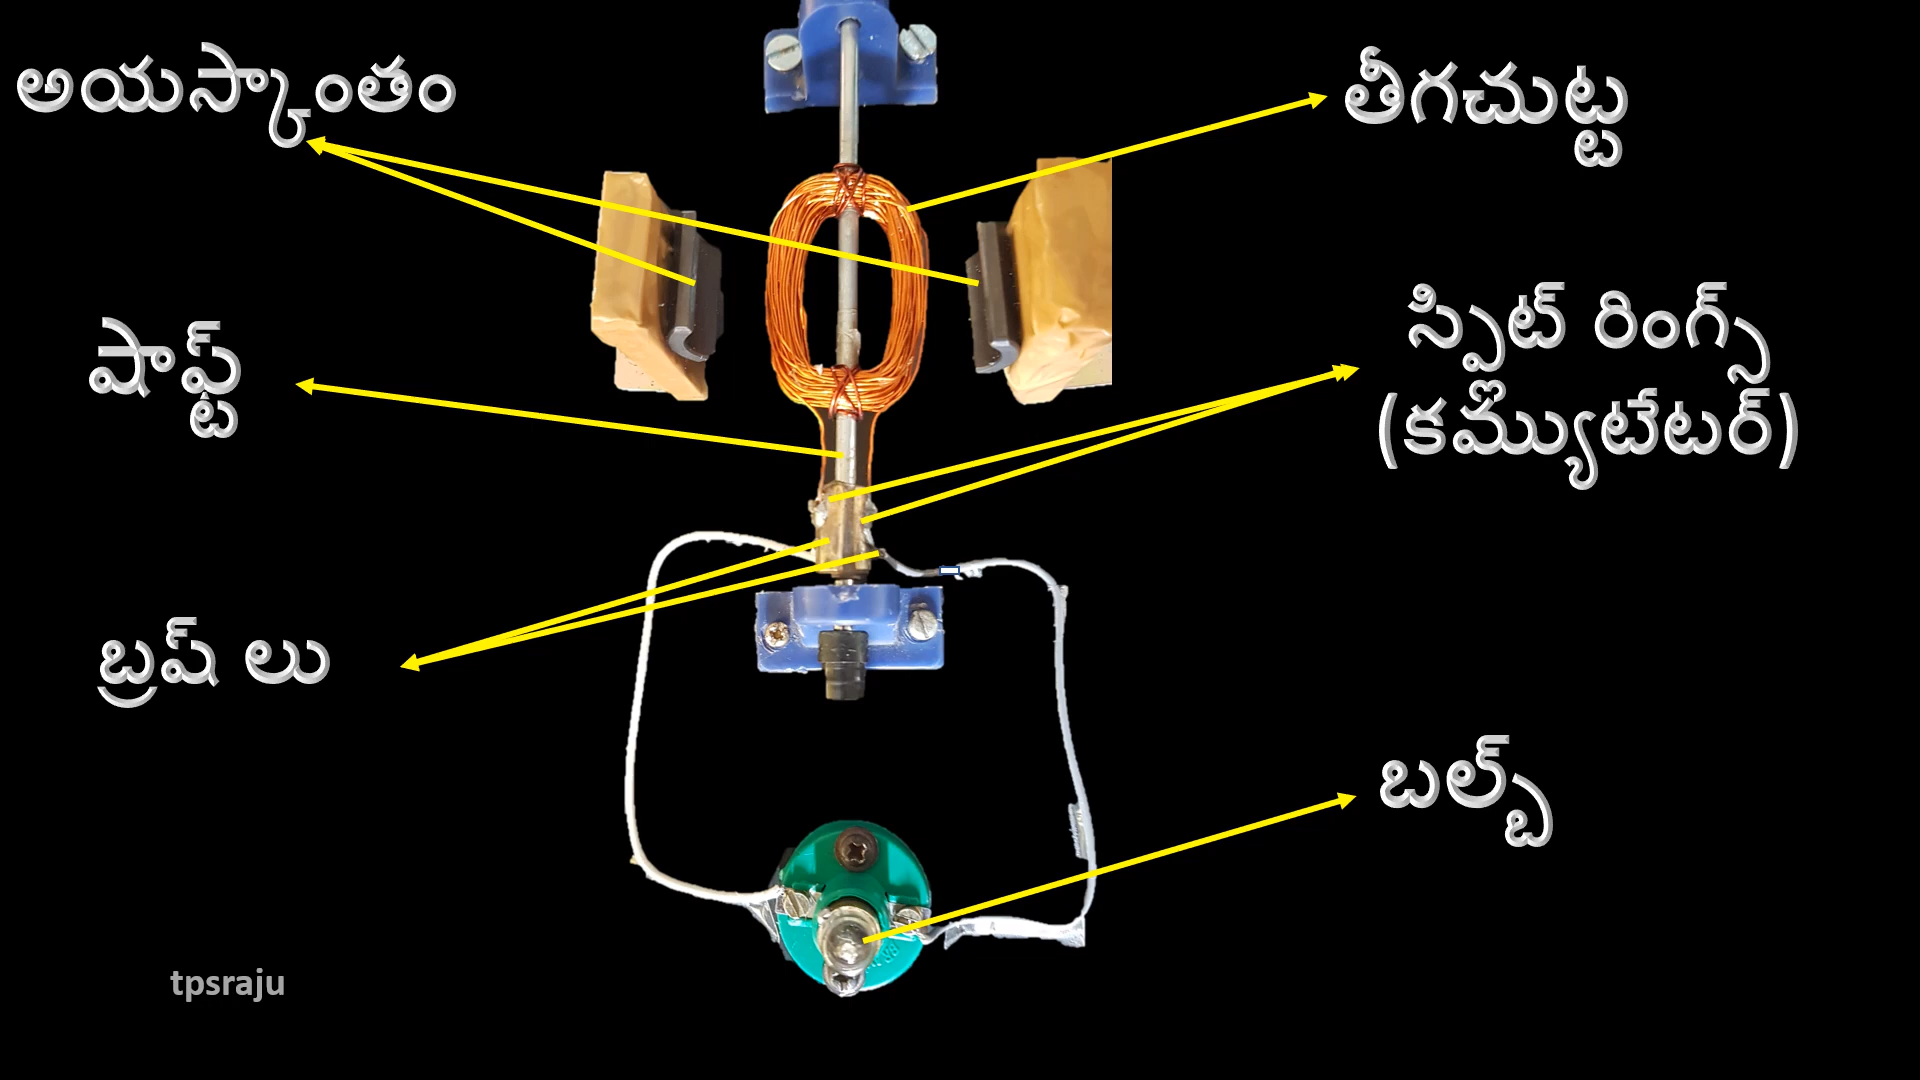 అయస్కాంతం
తీగచుట్ట
షాఫ్ట్
స్ప్లిట్ రింగ్స్
(కమ్యుటేటర్)
బ్రష్ లు
బల్బ్
tpsraju